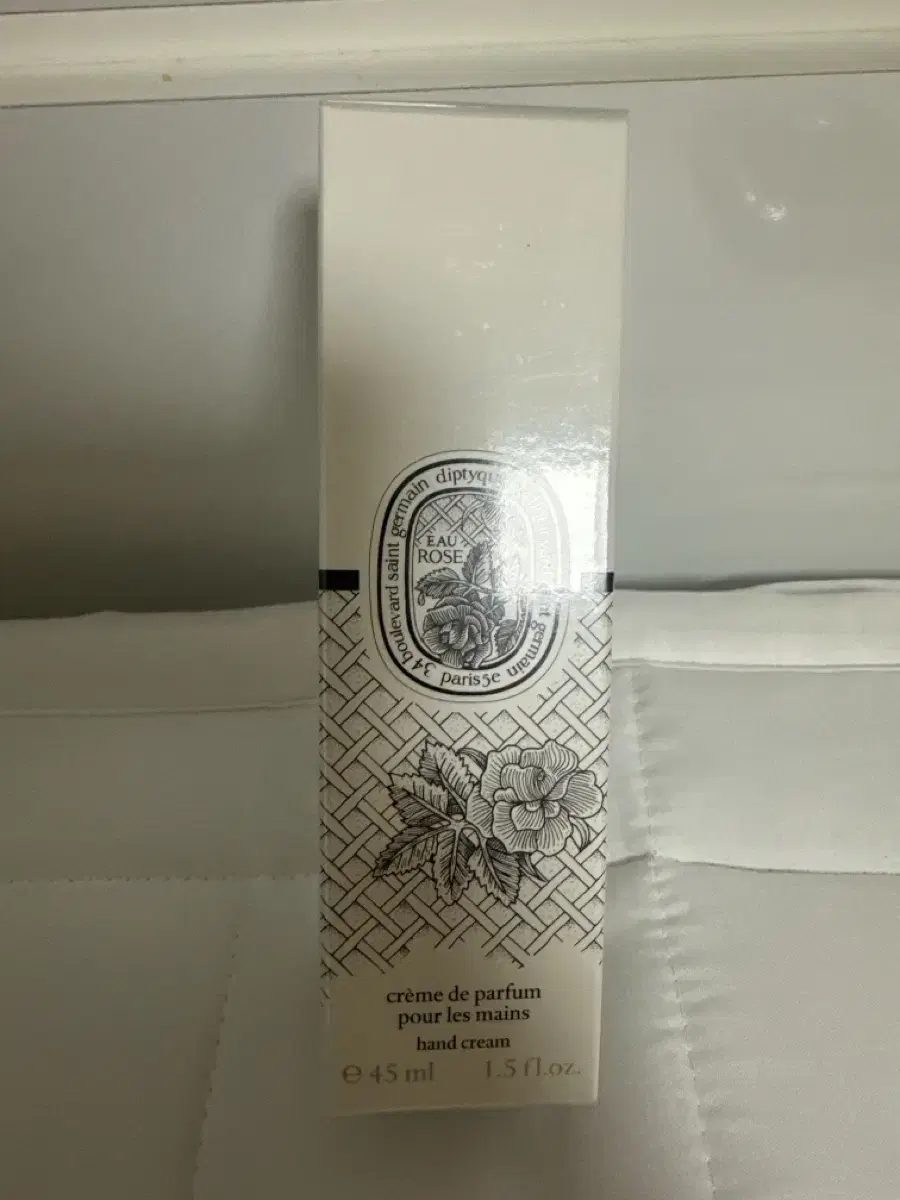 34 boulevard saint germain diptyque
germain
paris5e
EAU
ROSE
crème de parfum
pour les mains
hand cream
℮ 45 ml 1.5 fl.oz.